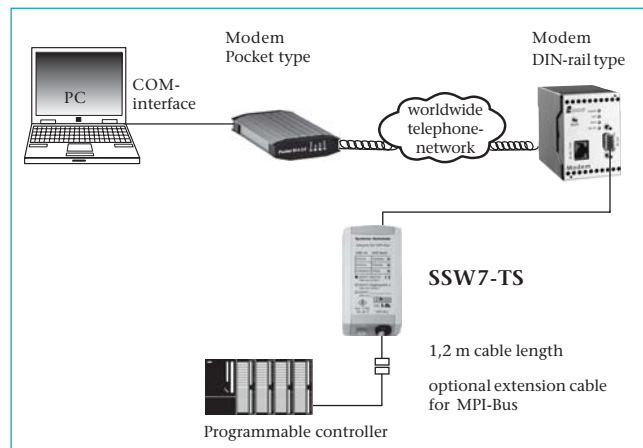 Modem
Pocket type
Modem
DIN-rail type
PC
COM-
interface
worldwide
telephone-
network
Modem
SSW7-TS
1,2 m cable length
optional extension cable
for MPI-Bus
Programmable controller